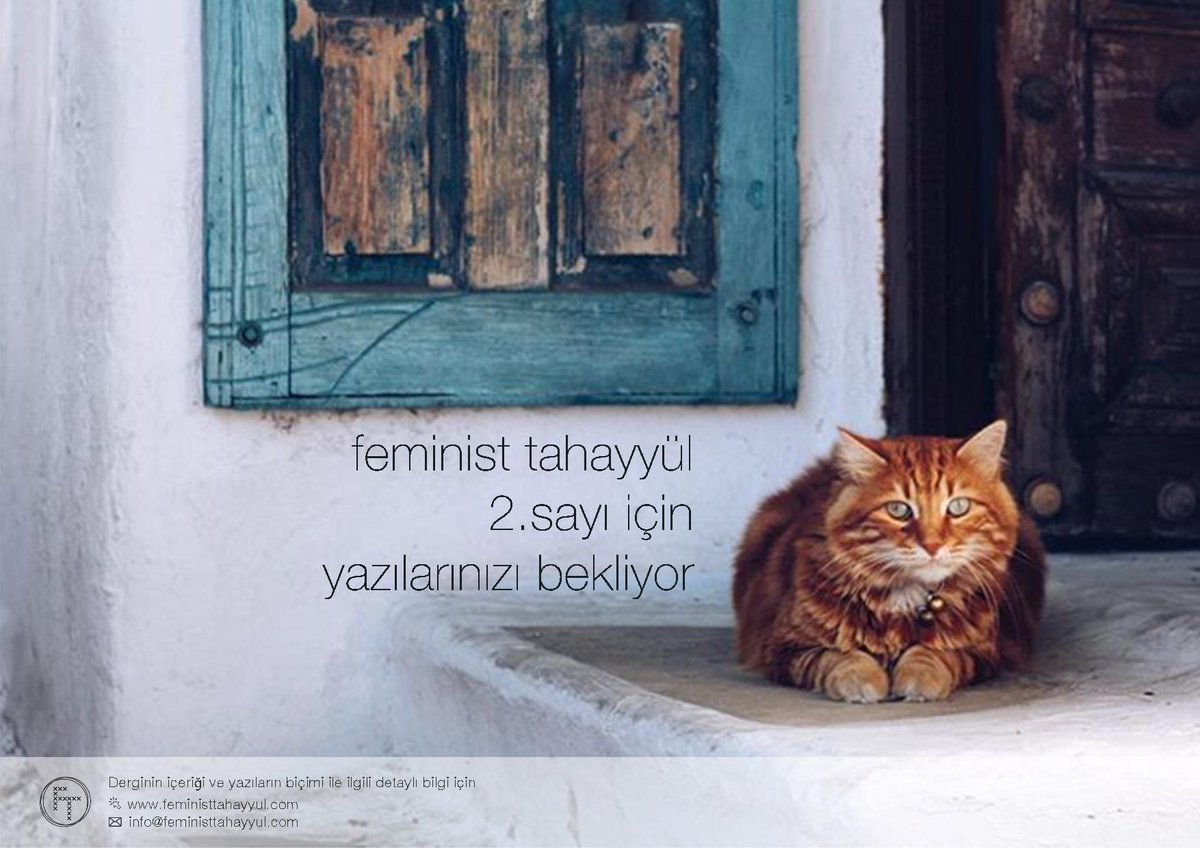 feminist tahayyül
2.sayı için
yazılarınızı bekliyor
Derginin içeriği ve yazıların biçimi ile ilgili detaylı bilgi için
www.feministtahayyul.com
info@feministtahayyul.com